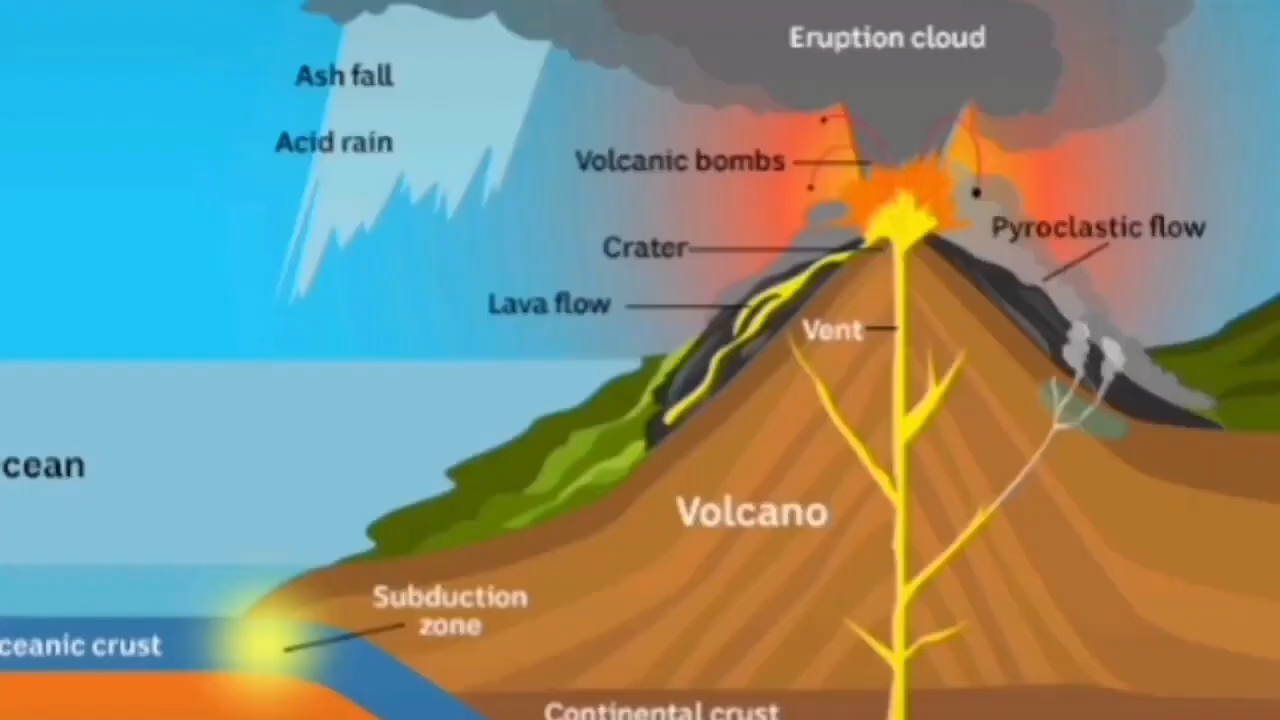 Eruption cloud
Ash fall
Acid rain
Volcanic bombs
Pyroclastic flow
Crater
Lava flow
Vent
cean
Volcano
Subduction
zone
ceanic crust
Continental crust